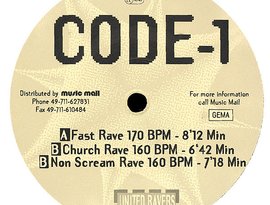 CODE-1
Distributed by music mail
Phone 49-711-627831
Fax 49-711-610484
For more information
call Music Mail
GEMA
A Fast Rave 170 BPM - 8'12 Min
B Church Rave 160 BPM - 6'42 Min
B Non Scream Rave 160 BPM - 7'18 Min
UNITED RAVERS